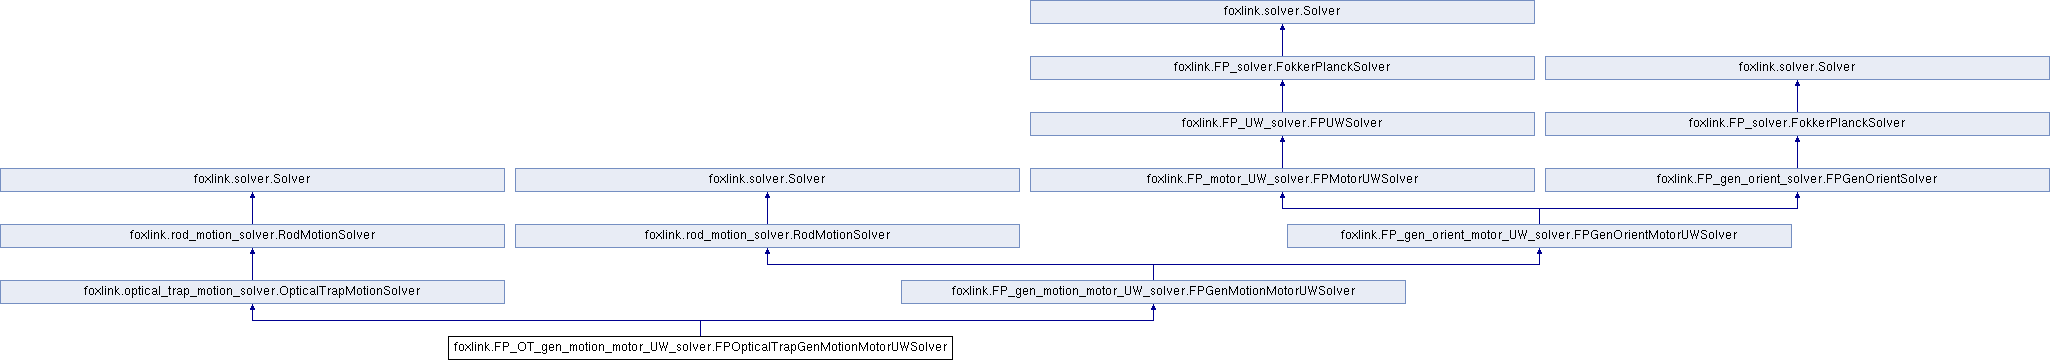 foxlink.solver.Solver
foxlink.FP_solver.FokkerPlanckSolver
foxlink.solver.Solver
foxlink.FP_UW_solver.FPUWSolver
foxlink.FP_solver.FokkerPlanckSolver
foxlink.solver.Solver
foxlink.solver.Solver
foxlink.FP_motor_UW_solver.FPMotorUWSolver
foxlink.FP_gen_orient_solver.FPGenOrientSolver
foxlink.rod_motion_solver.RodMotionSolver
foxlink.rod_motion_solver.RodMotionSolver
foxlink.FP_gen_orient_motor_UW_solver.FPGenOrientMotorUWSolver
foxlink.optical_trap_motion_solver.OpticalTrapMotionSolver
foxlink.FP_gen_motion_motor_UW_solver.FPGenMotionMotorUWSolver
foxlink.FP_OT_gen_motion_motor_UW_solver.FPOpticalTrapGenMotionMotorUWSolver